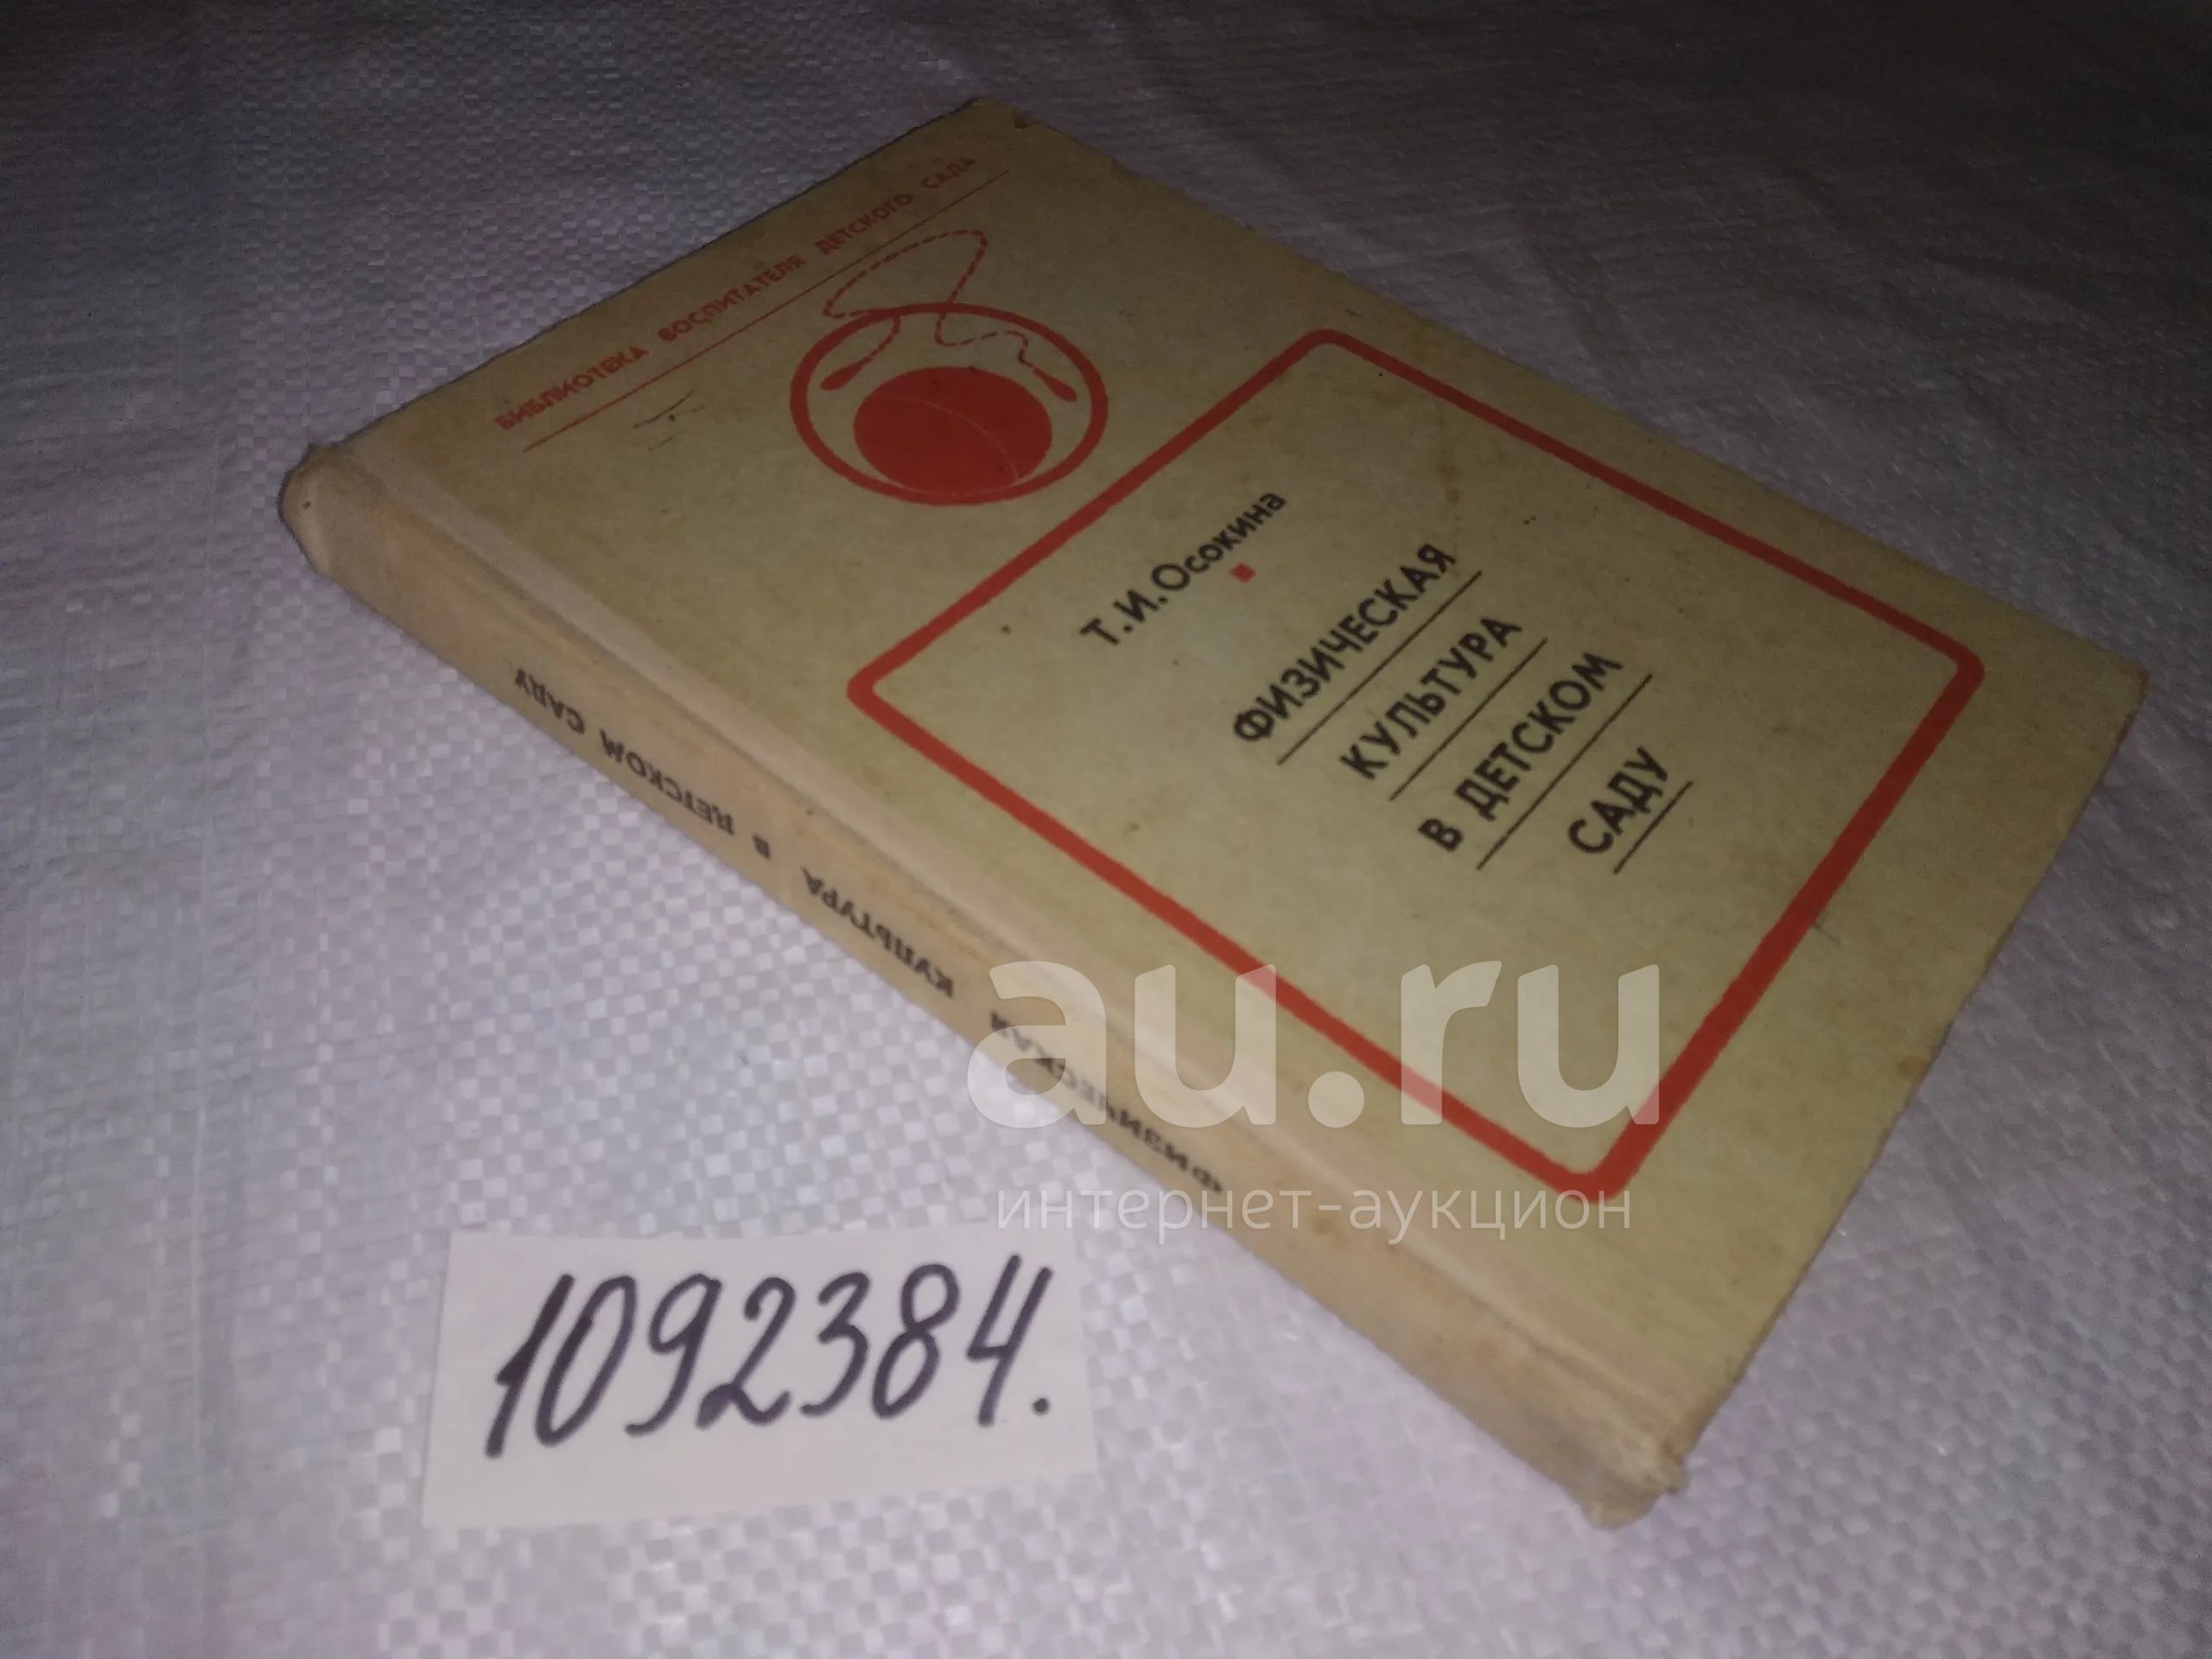 БИБЛИОТЕКА ВОСПИТАТЕЛЯ ДЕТСКОГО САДА
Т.И.Осокина
ФИЗИЧЕСКАЯ
КУЛЬТУРА
В ДЕТСКОМ
САДУ
ФИЗИЧЕСКАЯ КУЛЬТУРА В ДЕТСКОМ САДУ
au.ru
интернет-аукцион
1092384.